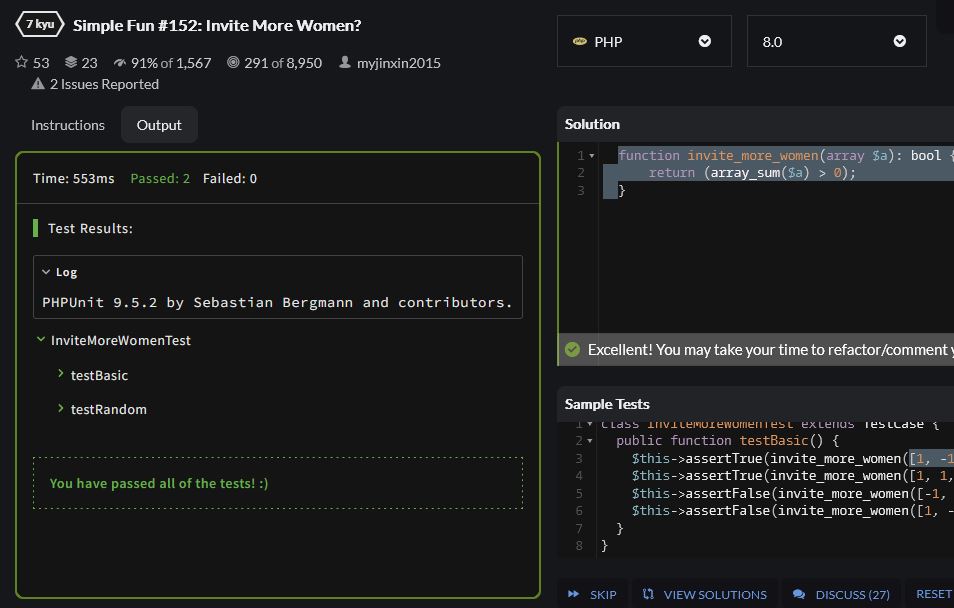 7 kyu Simple Fun #152: Invite More Women?
53 23 91% of 1,567 291 of 8,950 myjinxin2015
2 Issues Reported
Instructions Output
Time: 553ms Passed: 2 Failed: 0
Test Results:
Log
PHPUnit 9.5.2 by Sebastian Bergmann and contributors.
InviteMoreWomenTest
testBasic
testRandom
You have passed all of the tests! :)
PHP 8.0
Solution
1 function invite_more_women(array $a): bool {
2 return (array_sum($a) > 0);
3 }
Excellent! You may take your time to refactor/comment
Sample Tests
1 class InviteMoreWomenTest extends TestCase {
2 public function testBasic() {
3 $this->assertTrue(invite_more_women([1, -1
4 $this->assertTrue(invite_more_women([1, 1,
5 $this->assertFalse(invite_more_women([-1,
6 $this->assertFalse(invite_more_women([1, -
7 }
8 }
SKIP VIEW SOLUTIONS DISCUSS (27) RESET